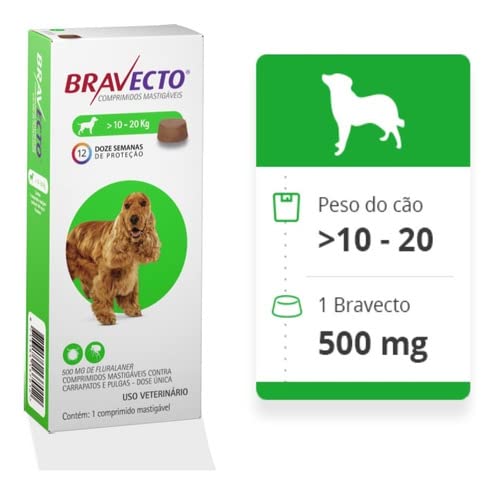 BRAVECTO®
COMPRIMIDOS MASTIGÁVEIS
>10 - 20 Kg
12 DOZE SEMANAS
DE PROTEÇÃO
500 MG DE FLURALANER
COMPRIMIDOS MASTIGÁVEIS CONTRA
CARRAPATOS E PULGAS - DOSE ÚNICA
USO VETERINÁRIO
Contém: 1 comprimido mastigável
BRAVECTO
Peso do cão
>10 - 20
1 Bravecto
500 mg